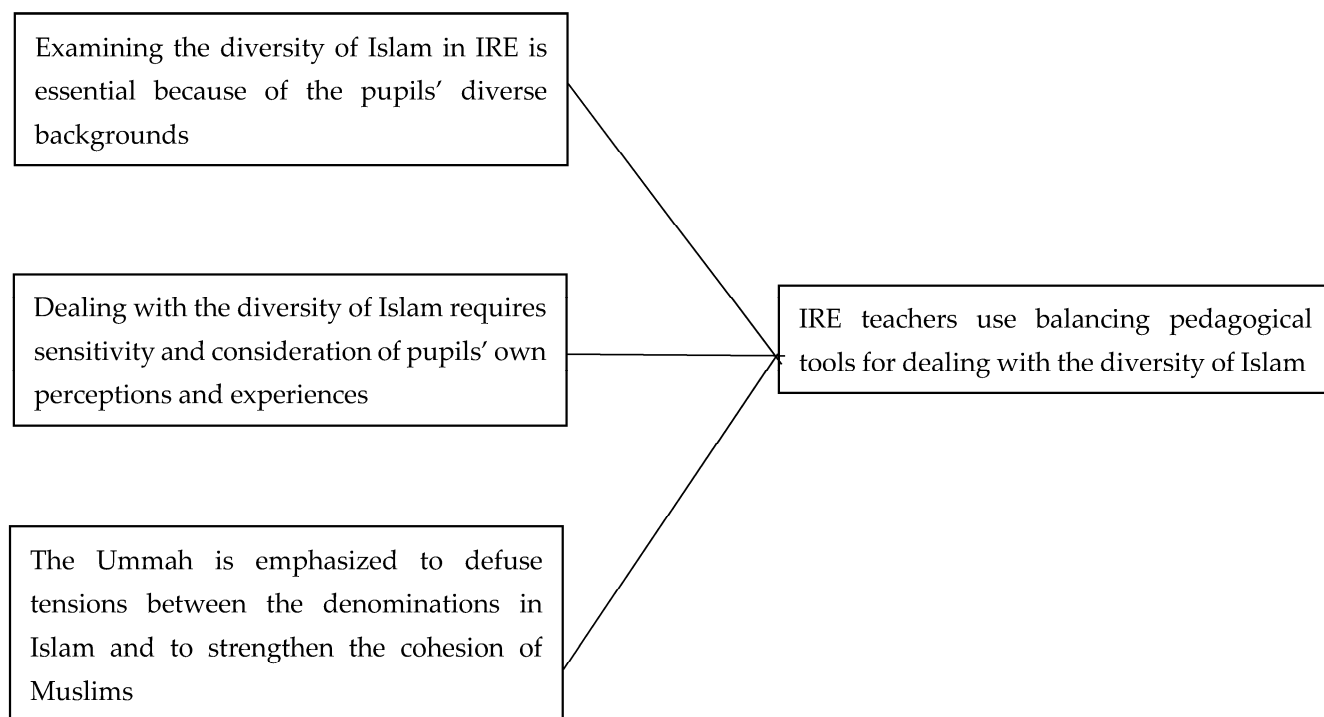 Examining the diversity of Islam in IRE is
essential because of the pupils’ diverse
backgrounds
Dealing with the diversity of Islam requires
sensitivity and consideration of pupils’ own
perceptions and experiences
The Ummah is emphasized to defuse
tensions between the denominations in
Islam and to strengthen the cohesion of
Muslims
IRE teachers use balancing pedagogical
tools for dealing with the diversity of Islam